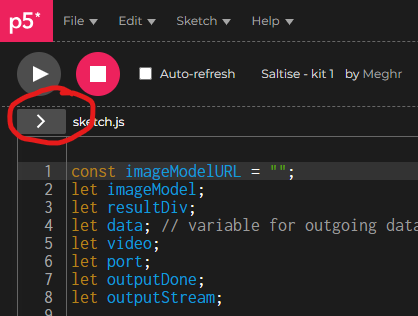 p5* File Edit Sketch Help
Auto-refresh Saltise - kit 1 by Meghr
sketch.js
1 const imageModelURL = "";
2 let imageModel;
3 let resultDiv;
4 let data; // variable for outgoing data
5 let video;
6 let port;
7 let outputDone;
8 let outputStream;